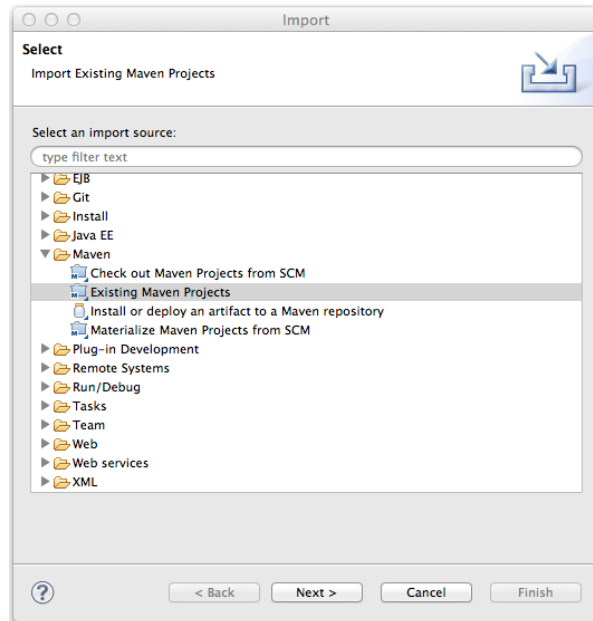 Import
Select
Import Existing Maven Projects
Select an import source:
type filter text
EJB
Git
Install
Java EE
Maven
Check out Maven Projects from SCM
Existing Maven Projects
Install or deploy an artifact to a Maven repository
Materialize Maven Projects from SCM
Plug-in Development
Remote Systems
Run/Debug
Tasks
Team
Web
Web services
XML
? < Back Next > Cancel Finish